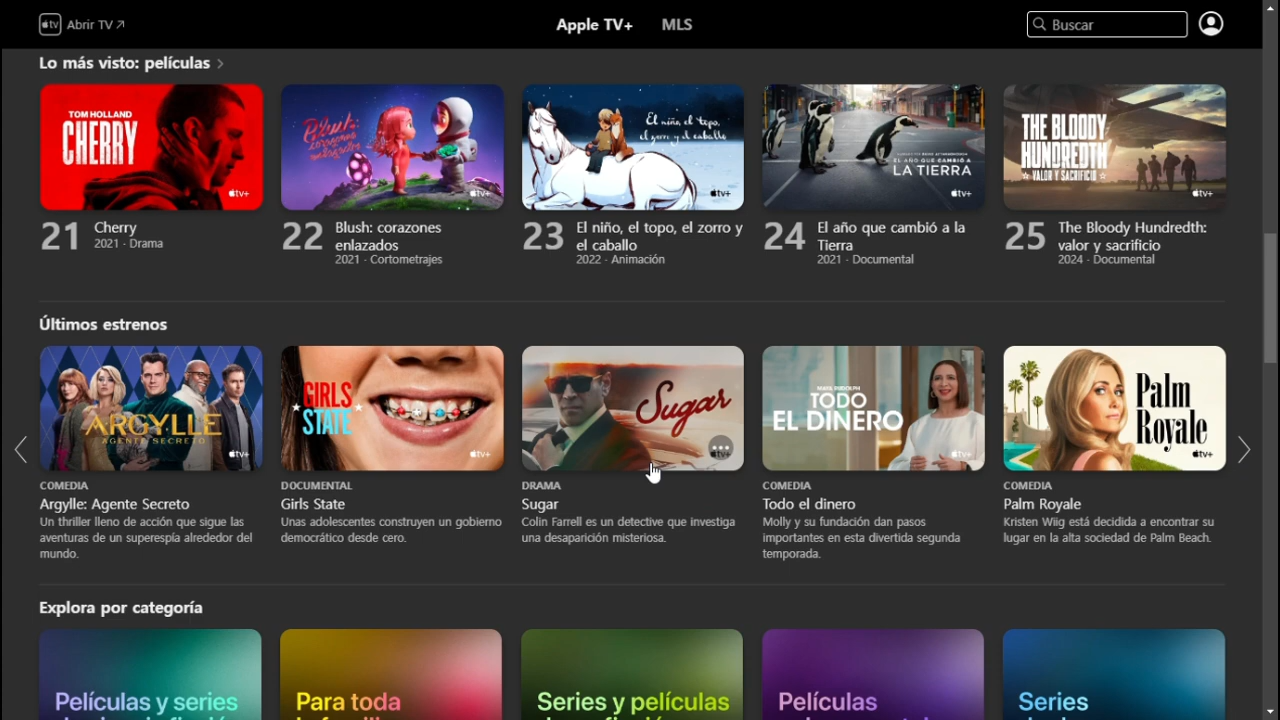 tv Abrir TV
Apple TV+
MLS
Buscar
Lo más visto: películas
TOM HOLLAND
CHERRY
tv+
Blush:
corazones
enlazados
tv+
El niño, el topo,
el zorro y el caballo
tv+
EL AÑO QUE CAMBIÓ A
LA TIERRA
tv+
THE BLOODY
HUNDREDTH
VALOR Y SACRIFICIO
tv+
21
Cherry
2021 · Drama
22
Blush: corazones
enlazados
2021 · Cortometrajes
23
El niño, el topo, el zorro y
el caballo
2022 · Animación
24
El año que cambió a la
Tierra
2021 · Documental
25
The Bloody Hundredth:
valor y sacrificio
2024 · Documental
Últimos estrenos
ARGYLLE
AGENTE SECRETO
tv+
GIRLS
STATE
tv+
Sugar
tv+
MAYA RUDOLPH
TODO
EL DINERO
tv+
Palm
Royale
tv+
COMEDIA
Argylle: Agente Secreto
Un thriller lleno de acción que sigue las
aventuras de un superespía alrededor del
mundo.
DOCUMENTAL
Girls State
Unas adolescentes construyen un gobierno
democrático desde cero.
DRAMA
Sugar
Colin Farrell es un detective que investiga
una desaparición misteriosa.
COMEDIA
Todo el dinero
Molly y su fundación dan pasos
importantes en esta divertida segunda
temporada.
COMEDIA
Palm Royale
Kristen Wiig está decidida a encontrar su
lugar en la alta sociedad de Palm Beach.
Explora por categoría
Películas y series
Para toda
Series y películas
Películas
Series